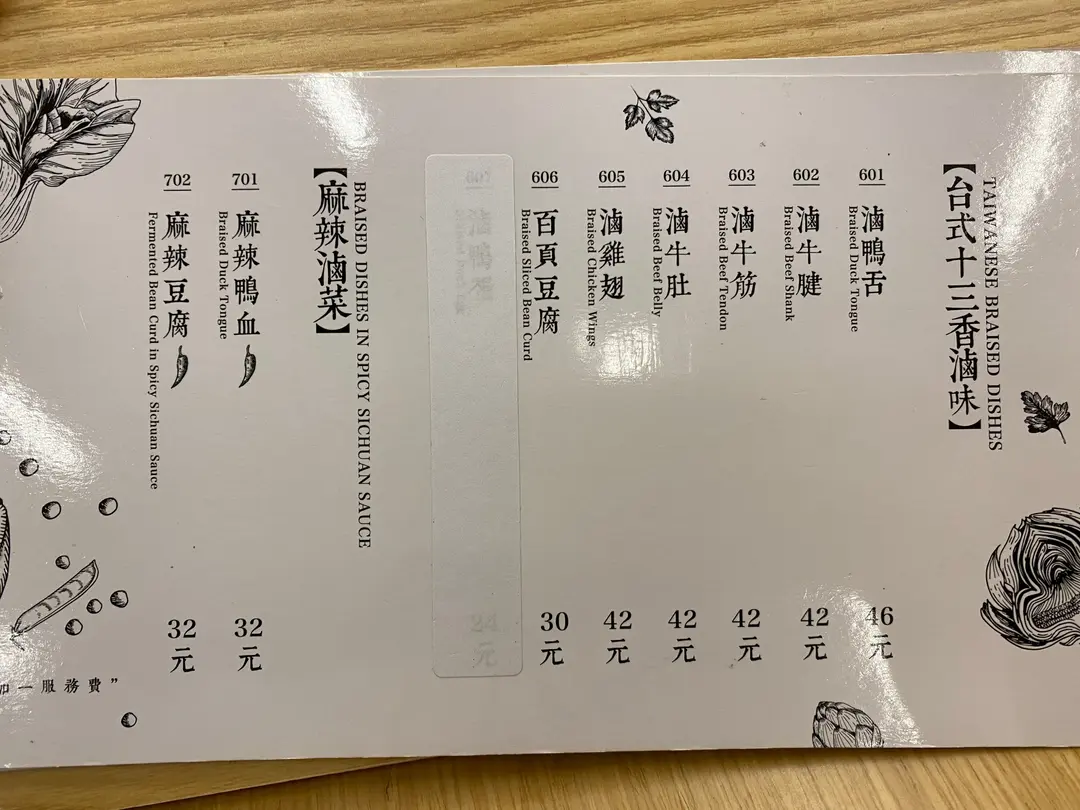 【台式十三香滷味】
TAIWANESE BRAISED DISHES
601
滷鴨舌
Braised Duck Tongue
46元
602
滷牛腱
Braised Beef Shank
42元
603
滷牛筋
Braised Beef Tendon
42元
604
滷牛肚
Braised Beef Belly
42元
605
滷雞翅
Braised Chicken Wings
42元
606
百頁豆腐
Braised Sliced Bean Curd
30元
24元
【麻辣滷菜】
BRAISED DISHES IN SPICY SICHUAN SAUCE
701
麻辣鴨血
Braised Duck Tongue
32元
702
麻辣豆腐
Fermented Bean Curd in Spicy Sichuan Sauce
32元
加一服務費”